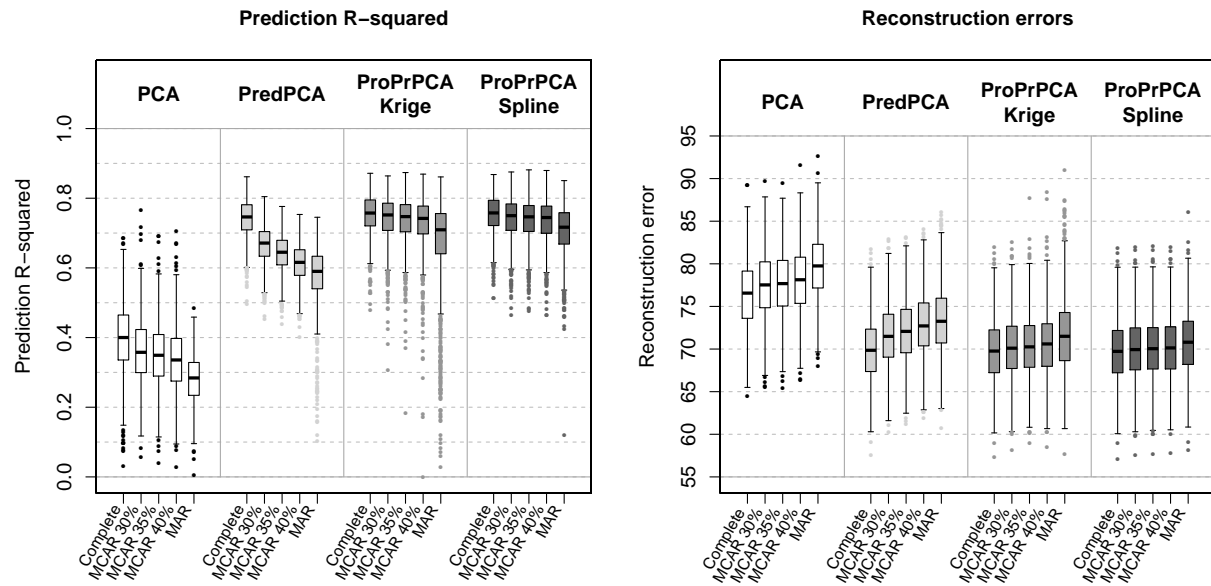 Prediction R−squared
PCA
PredPCA
ProPrPCA
Krige
ProPrPCA
Spline
Prediction R−squared
1.0
0.8
0.6
0.4
0.2
0.0
Complete
MCAR 30%
MCAR 35%
MCAR 40%
MAR
Complete
MCAR 30%
MCAR 35%
MCAR 40%
MAR
Complete
MCAR 30%
MCAR 35%
MCAR 40%
MAR
Complete
MCAR 30%
MCAR 35%
MCAR 40%
MAR
Reconstruction errors
PCA
PredPCA
ProPrPCA
Krige
ProPrPCA
Spline
Reconstruction error
95
90
85
80
75
70
65
60
55
Complete
MCAR 30%
MCAR 35%
MCAR 40%
MAR
Complete
MCAR 30%
MCAR 35%
MCAR 40%
MAR
Complete
MCAR 30%
MCAR 35%
MCAR 40%
MAR
Complete
MCAR 30%
MCAR 35%
MCAR 40%
MAR